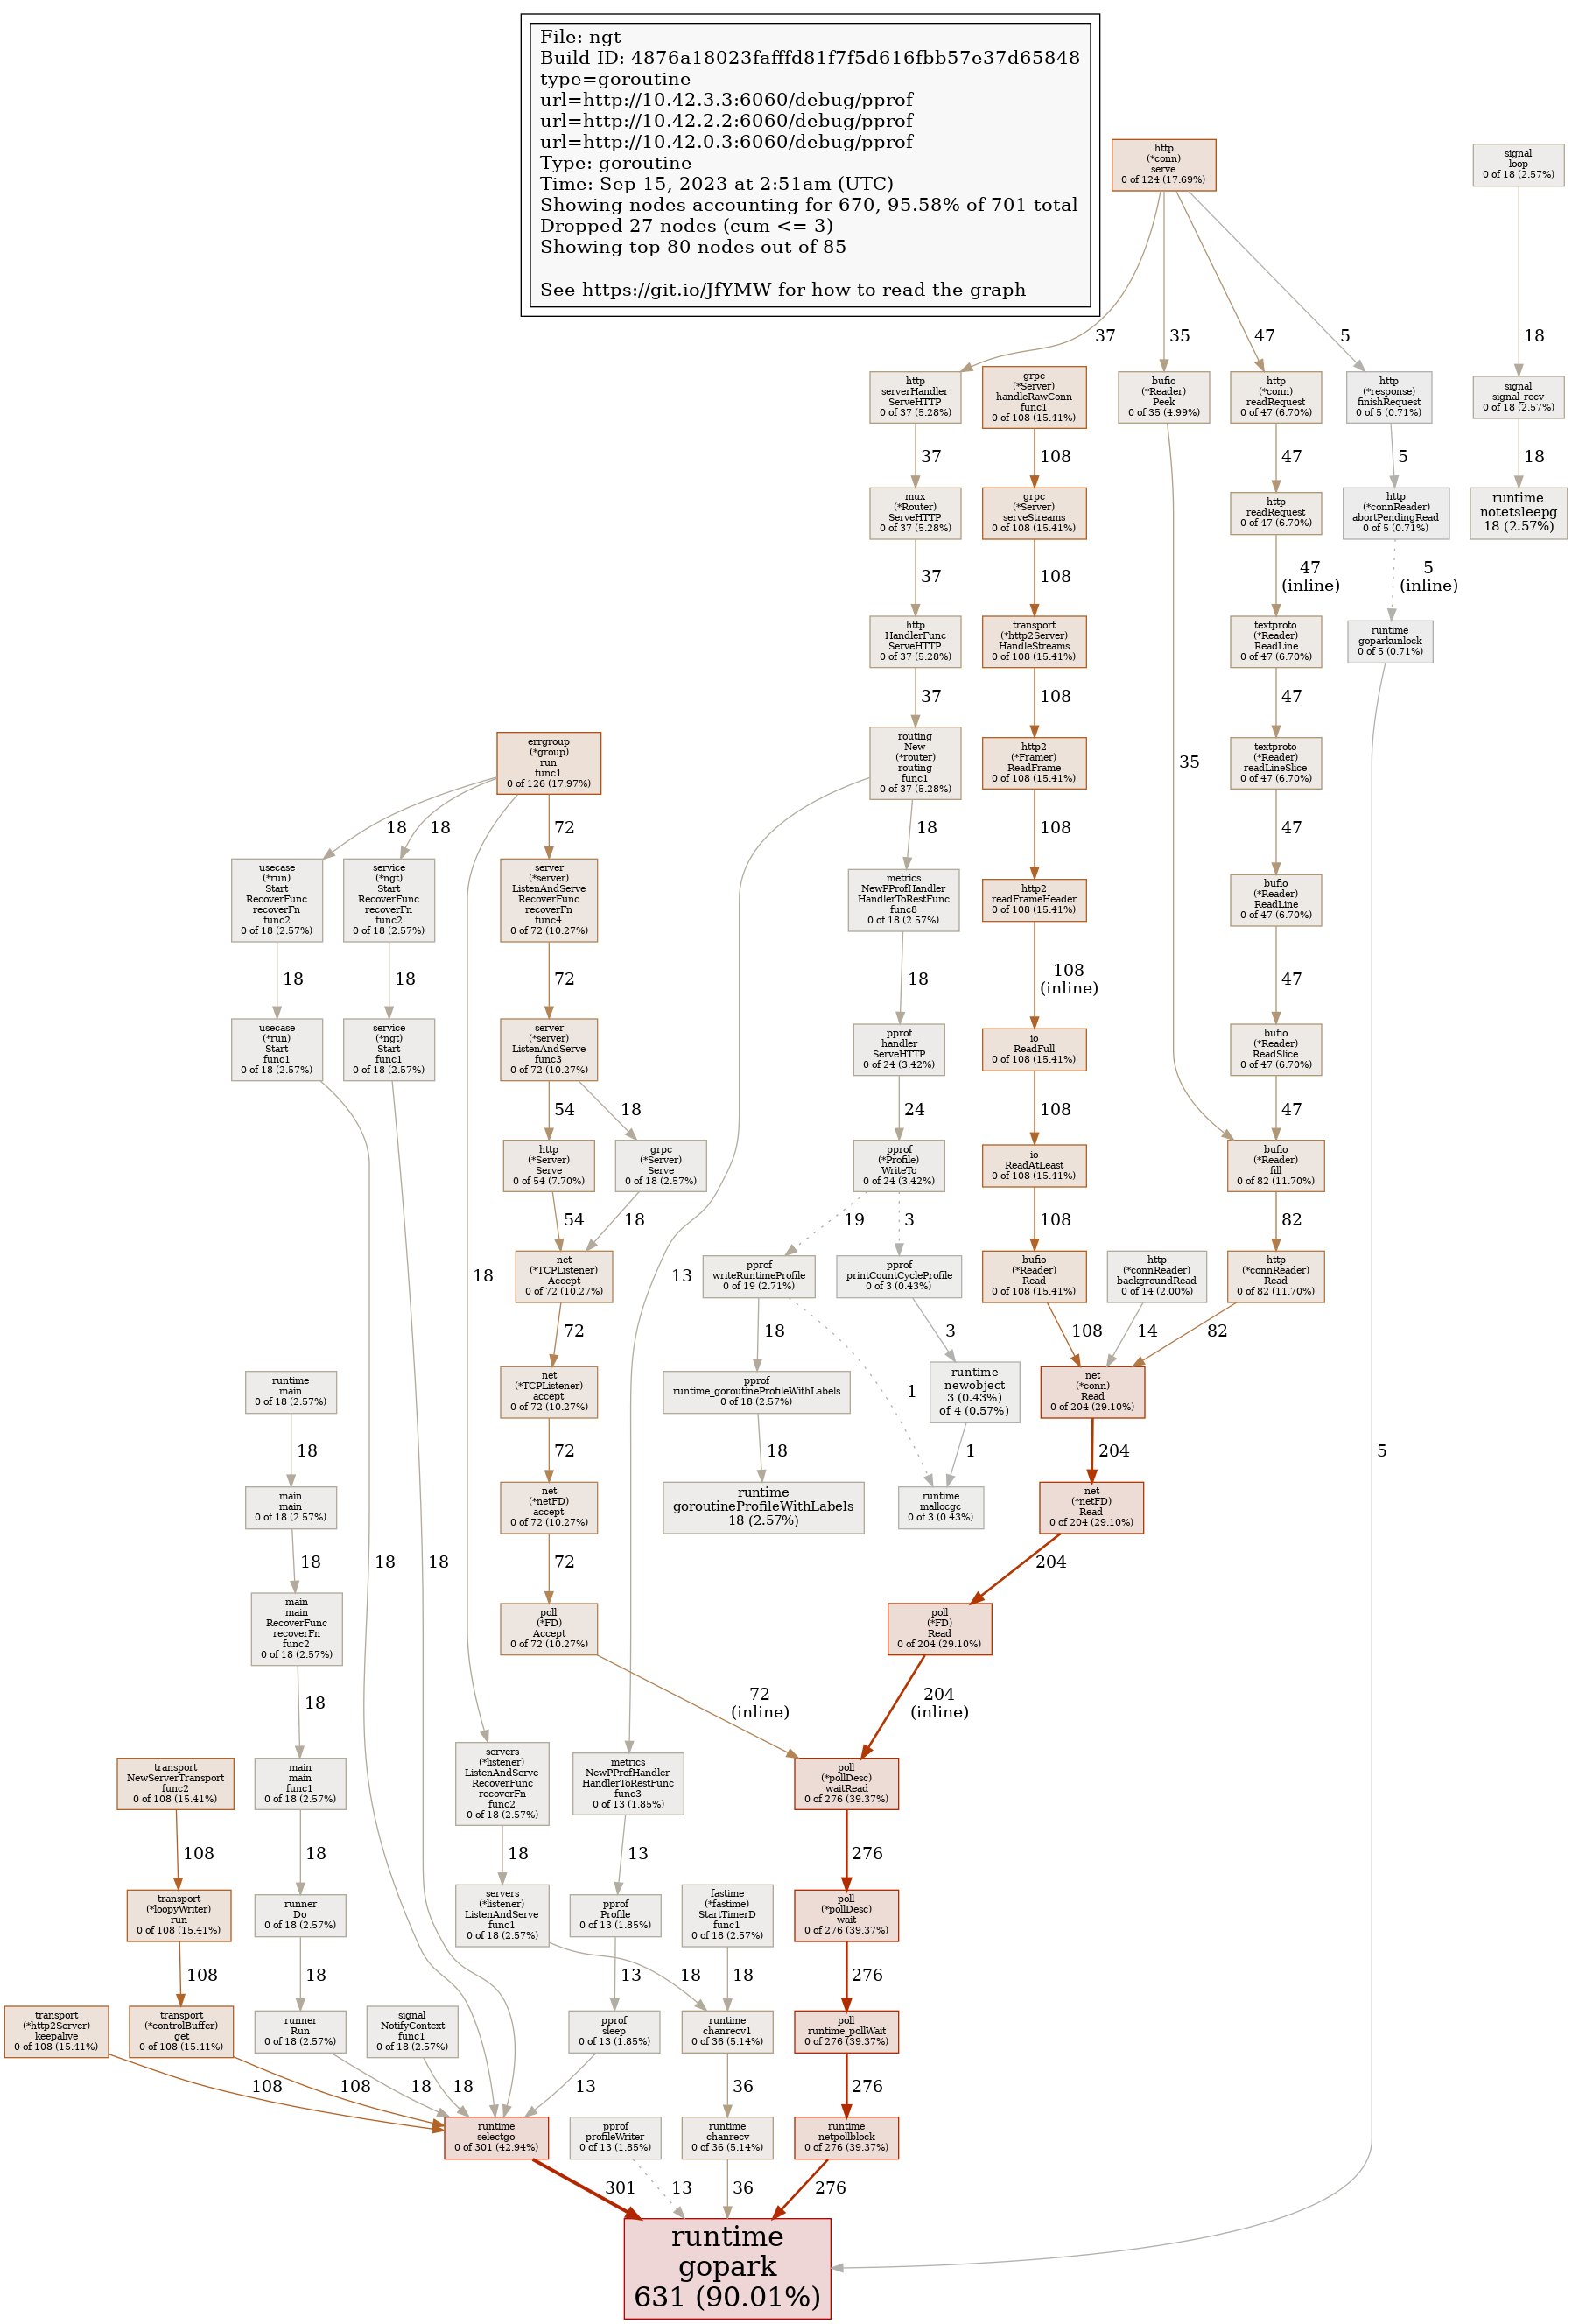 File: ngt
Build ID: 4876a18023fafffd81f7f5d616fbb57e37d65848
type=goroutine
url=http://10.42.3.3:6060/debug/pprof
url=http://10.42.2.2:6060/debug/pprof
url=http://10.42.0.3:6060/debug/pprof
Type: goroutine
Time: Sep 15, 2023 at 2:51am (UTC)
Showing nodes accounting for 670, 95.58% of 701 total
Dropped 27 nodes (cum <= 3)
Showing top 80 nodes out of 85
See https://git.io/JfYMW for how to read the graph
http
(*conn)
serve
0 of 124 (17.69%)
signal
loop
0 of 18 (2.57%)
37
35
47
5
18
http
serverHandler
ServeHTTP
0 of 37 (5.28%)
grpc
(*Server)
handleRawConn
func1
0 of 108 (15.41%)
bufio
(*Reader)
Peek
0 of 35 (4.99%)
http
(*conn)
readRequest
0 of 47 (6.70%)
http
(*response)
finishRequest
0 of 5 (0.71%)
signal
signal_recv
0 of 18 (2.57%)
37
108
47
5
18
mux
(*Router)
ServeHTTP
0 of 37 (5.28%)
grpc
(*Server)
serveStreams
0 of 108 (15.41%)
http
readRequest
0 of 47 (6.70%)
http
(*connReader)
abortPendingRead
0 of 5 (0.71%)
runtime
notetsleepg
18 (2.57%)
37
108
47
(inline)
5
(inline)
http
HandlerFunc
ServeHTTP
0 of 37 (5.28%)
transport
(*http2Server)
HandleStreams
0 of 108 (15.41%)
textproto
(*Reader)
ReadLine
0 of 47 (6.70%)
runtime
goparkunlock
0 of 5 (0.71%)
37
108
47
errgroup
(*group)
run
func1
0 of 126 (17.97%)
routing
New
(*router)
routing
func1
0 of 37 (5.28%)
http2
(*Framer)
ReadFrame
0 of 108 (15.41%)
35
textproto
(*Reader)
readLineSlice
0 of 47 (6.70%)
18
18
72
18
108
47
usecase
(*run)
Start
RecoverFunc
recoverFn
func2
0 of 18 (2.57%)
service
(*ngt)
Start
RecoverFunc
recoverFn
func2
0 of 18 (2.57%)
server
(*server)
ListenAndServe
RecoverFunc
recoverFn
func4
0 of 72 (10.27%)
metrics
NewPProfHandler
HandlerToRestFunc
func8
0 of 18 (2.57%)
http2
readFrameHeader
0 of 108 (15.41%)
bufio
(*Reader)
ReadLine
0 of 47 (6.70%)
18
18
72
18
108
(inline)
47
usecase
(*run)
Start
func1
0 of 18 (2.57%)
service
(*ngt)
Start
func1
0 of 18 (2.57%)
server
(*server)
ListenAndServe
func3
0 of 72 (10.27%)
pprof
handler
ServeHTTP
0 of 24 (3.42%)
io
ReadFull
0 of 108 (15.41%)
bufio
(*Reader)
ReadSlice
0 of 47 (6.70%)
54
18
24
108
47
http
(*Server)
Serve
0 of 54 (7.70%)
grpc
(*Server)
Serve
0 of 18 (2.57%)
pprof
(*Profile)
WriteTo
0 of 24 (3.42%)
io
ReadAtLeast
0 of 108 (15.41%)
bufio
(*Reader)
fill
0 of 82 (11.70%)
54
18
19
3
108
82
18
net
(*TCPListener)
Accept
0 of 72 (10.27%)
13
pprof
writeRuntimeProfile
0 of 19 (2.71%)
pprof
printCountCycleProfile
0 of 3 (0.43%)
bufio
(*Reader)
Read
0 of 108 (15.41%)
http
(*connReader)
backgroundRead
0 of 14 (2.00%)
http
(*connReader)
Read
0 of 82 (11.70%)
72
18
3
108
14
82
runtime
main
0 of 18 (2.57%)
net
(*TCPListener)
accept
0 of 72 (10.27%)
pprof
runtime_goroutineProfileWithLabels
0 of 18 (2.57%)
1
runtime
newobject
3 (0.43%)
of 4 (0.57%)
net
(*conn)
Read
0 of 204 (29.10%)
18
72
18
1
204
5
main
main
0 of 18 (2.57%)
net
(*netFD)
accept
0 of 72 (10.27%)
runtime
goroutineProfileWithLabels
18 (2.57%)
runtime
mallocgc
0 of 3 (0.43%)
net
(*netFD)
Read
0 of 204 (29.10%)
18
18
18
72
204
main
main
RecoverFunc
recoverFn
func2
0 of 18 (2.57%)
poll
(*FD)
Accept
0 of 72 (10.27%)
poll
(*FD)
Read
0 of 204 (29.10%)
18
72
(inline)
204
(inline)
transport
NewServerTransport
func2
0 of 108 (15.41%)
main
main
func1
0 of 18 (2.57%)
servers
(*listener)
ListenAndServe
RecoverFunc
recoverFn
func2
0 of 18 (2.57%)
metrics
NewPProfHandler
HandlerToRestFunc
func3
0 of 13 (1.85%)
poll
(*pollDesc)
waitRead
0 of 276 (39.37%)
108
18
18
13
276
transport
(*loopyWriter)
run
0 of 108 (15.41%)
runner
Do
0 of 18 (2.57%)
servers
(*listener)
ListenAndServe
func1
0 of 18 (2.57%)
pprof
Profile
0 of 13 (1.85%)
fastime
(*fastime)
StartTimerD
func1
0 of 18 (2.57%)
poll
(*pollDesc)
wait
0 of 276 (39.37%)
108
18
18
13
18
276
transport
(*http2Server)
keepalive
0 of 108 (15.41%)
transport
(*controlBuffer)
get
0 of 108 (15.41%)
runner
Run
0 of 18 (2.57%)
signal
NotifyContext
func1
0 of 18 (2.57%)
pprof
sleep
0 of 13 (1.85%)
runtime
chanrecv1
0 of 36 (5.14%)
poll
runtime_pollWait
0 of 276 (39.37%)
108
108
18
18
13
36
276
runtime
selectgo
0 of 301 (42.94%)
pprof
profileWriter
0 of 13 (1.85%)
runtime
chanrecv
0 of 36 (5.14%)
runtime
netpollblock
0 of 276 (39.37%)
301
13
36
276
runtime
gopark
631 (90.01%)